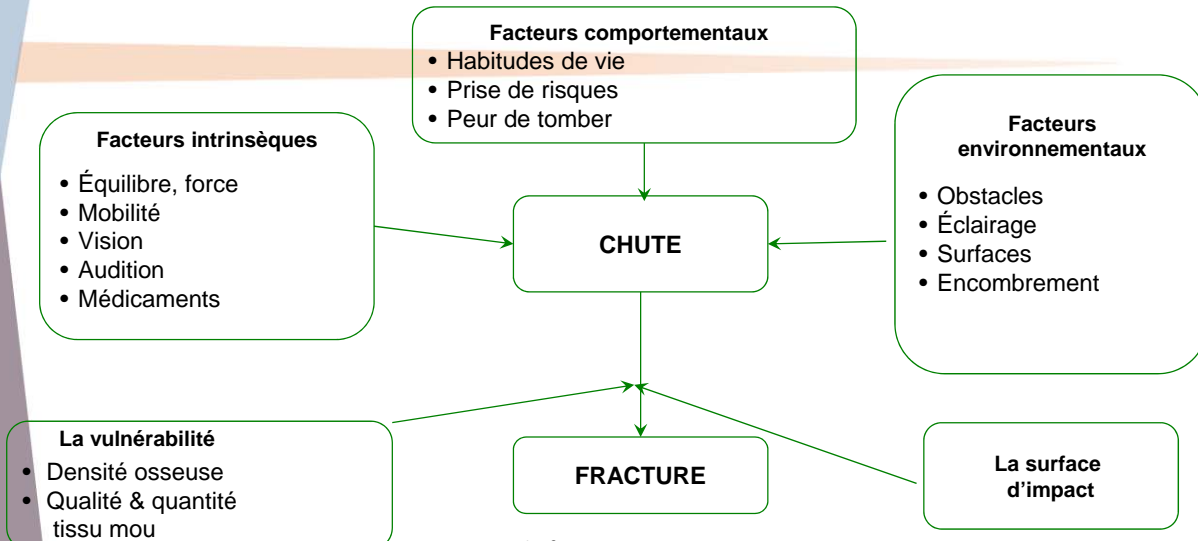 Facteurs comportementaux
• Habitudes de vie
• Prise de risques
• Peur de tomber
Facteurs intrinsèques
• Équilibre, force
• Mobilité
• Vision
• Audition
• Médicaments
Facteurs
environnementaux
• Obstacles
• Éclairage
• Surfaces
• Encombrement
CHUTE
La vulnérabilité
• Densité osseuse
• Qualité & quantité
tissu mou
FRACTURE
La surface
d’impact